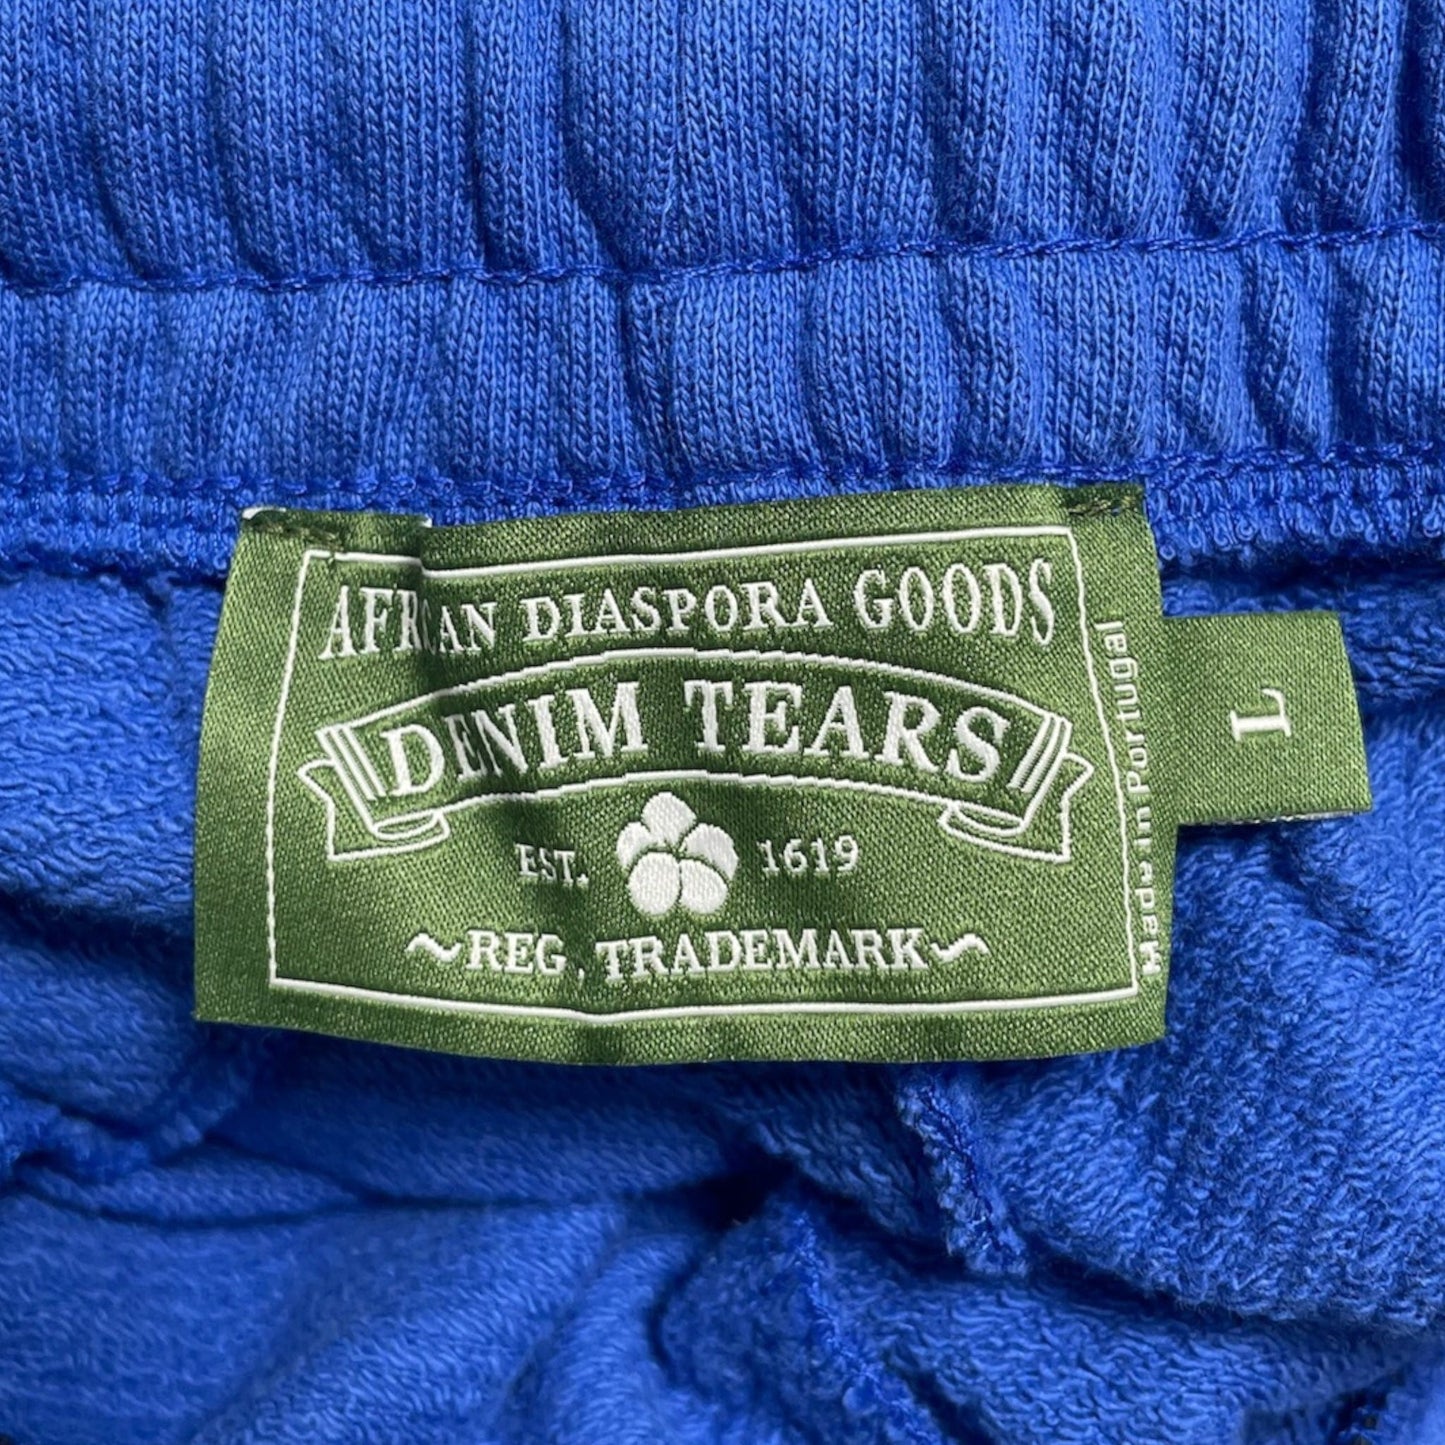 AFRICAN DIASPORA GOODS
DENIM TEARS
EST. 1619
~REG. TRADEMARK~
Made in Portugal
L